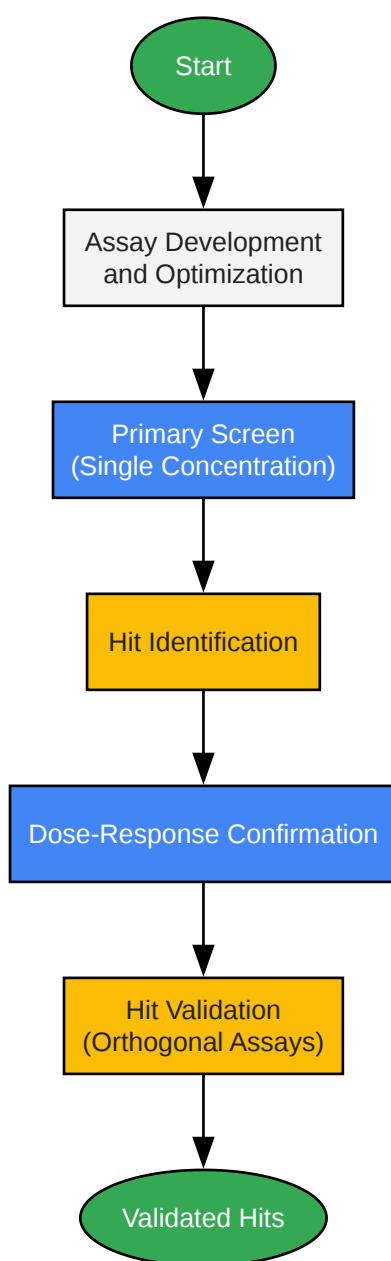 Start
Assay Development
and Optimization
Primary Screen
(Single Concentration)
Hit Identification
Dose-Response Confirmation
Hit Validation
(Orthogonal Assays)
Validated Hits